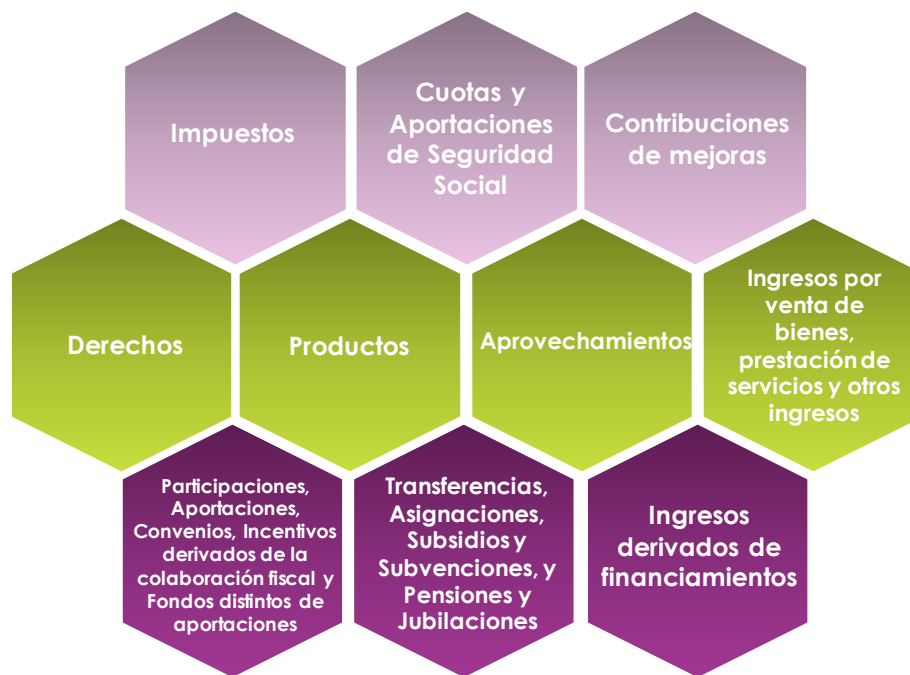 Impuestos
Cuotas y
Aportaciones
de Seguridad
Social
Contribuciones
de mejoras
Derechos
Productos
Aprovechamientos
Ingresos por
venta de
bienes,
prestación de
servicios y otros
ingresos
Participaciones,
Aportaciones,
Convenios, Incentivos
derivados de la
colaboración fiscal y
Fondos distintos de
aportaciones
Transferencias,
Asignaciones,
Subsidios y
Subvenciones, y
Pensiones y
Jubilaciones
Ingresos
derivados de
financiamientos